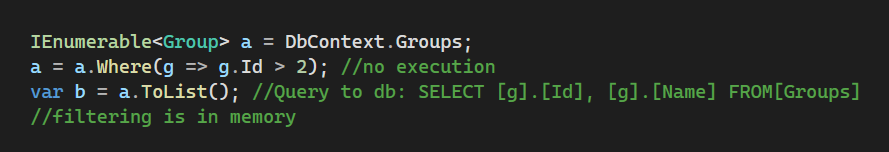 IEnumerable<Group> a = DbContext.Groups;
a = a.Where(g => g.Id > 2); //no execution
var b = a.ToList(); //Query to db: SELECT [g].[Id], [g].[Name] FROM[Groups]
//filtering is in memory